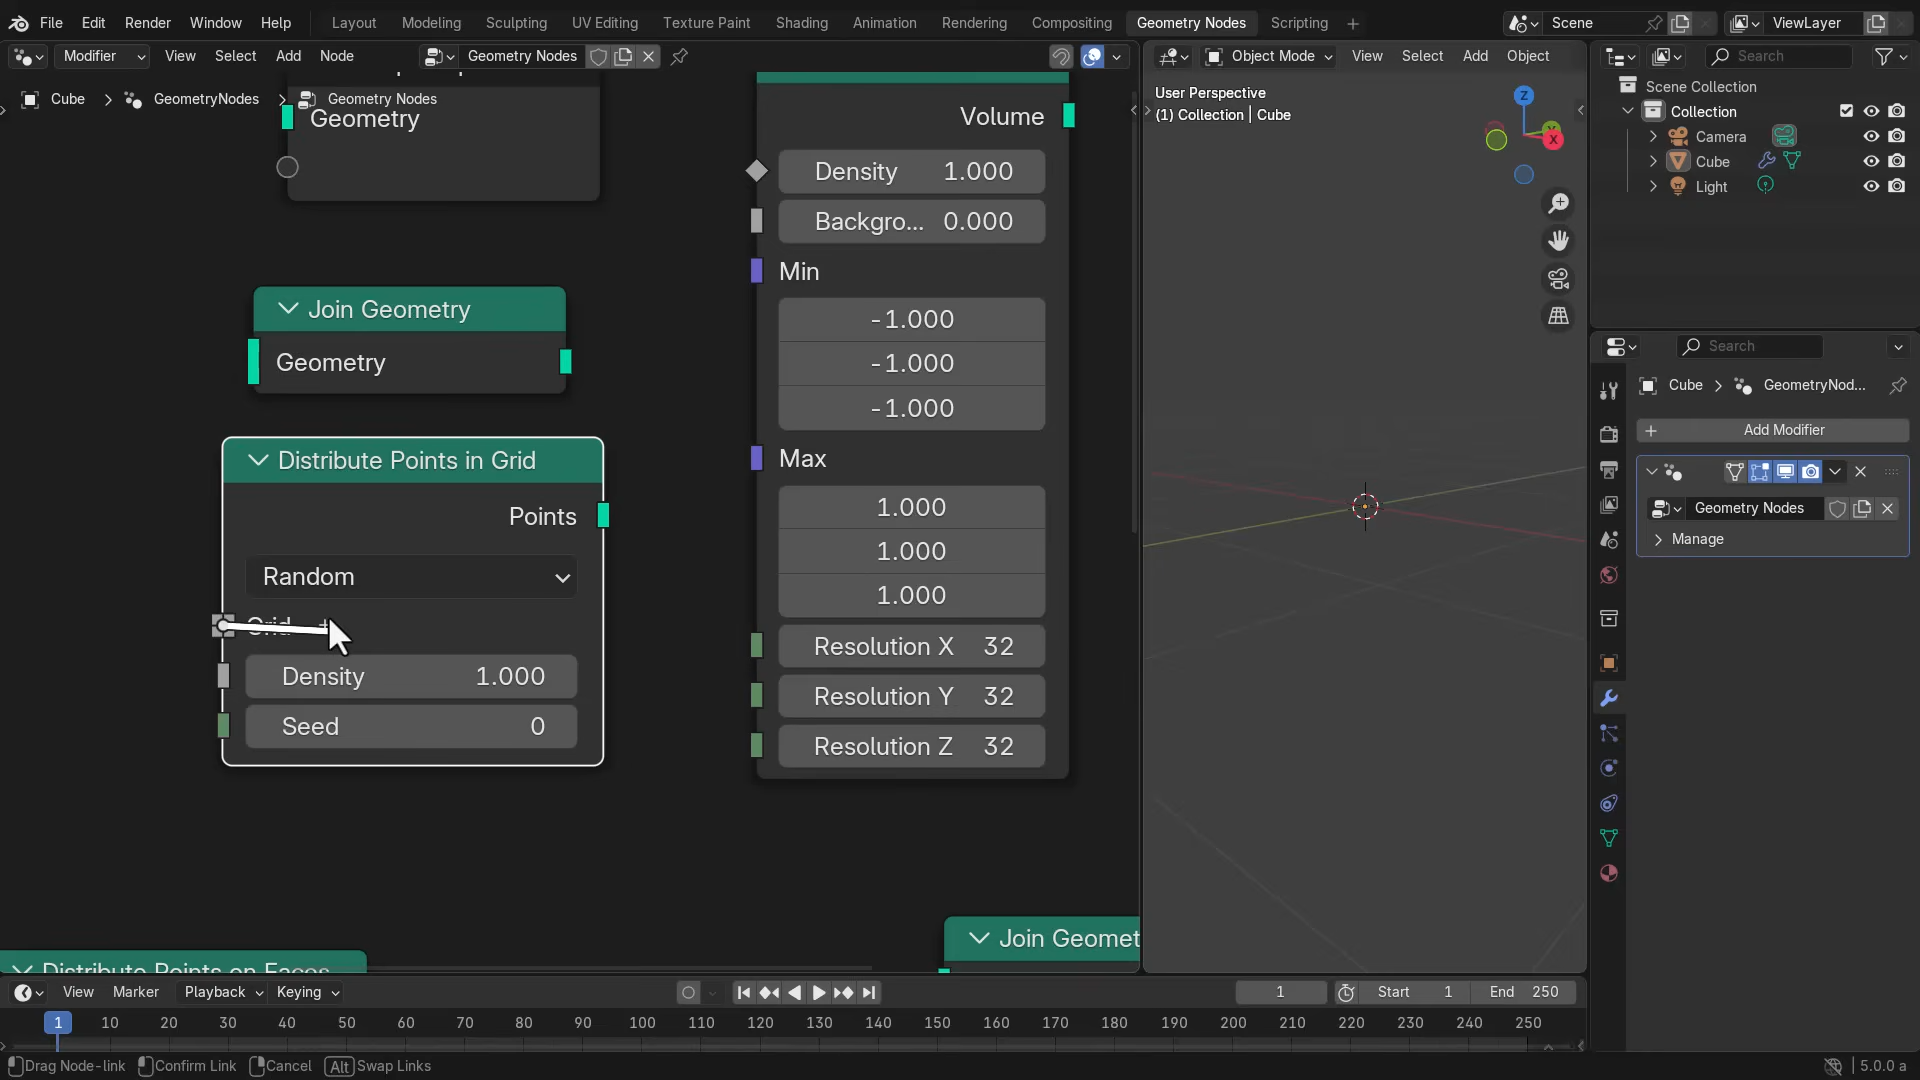 File Edit Render Window Help Layout Modeling Sculpting UV Editing Texture Paint Shading Animation Rendering Compositing Geometry Nodes Scripting Scene ViewLayer
Modifier View Select Add Node Geometry Nodes
Object Mode View Select Add Object
Search
Cube GeometryNodes Geometry Nodes
Geometry
Join Geometry
Geometry
Distribute Points in Grid
Points
Random
Density 1.000
Seed 0
Volume
Density 1.000
Backgro... 0.000
Min
-1.000
-1.000
-1.000
Max
1.000
1.000
1.000
Resolution X 32
Resolution Y 32
Resolution Z 32
Join Geomet
Distribute Points on Faces
User Perspective
(1) Collection | Cube
Z
X
Scene Collection
Collection
Camera
Cube
Light
Search
Cube GeometryNod...
Add Modifier
Geometry Nodes
Manage
View Marker Playback Keying 1 Start 1 End 250
1 10 20 30 40 50 60 70 80 90 100 110 120 130 140 150 160 170 180 190 200 210 220 230 240 250
Drag Node-link Confirm Link Cancel Alt Swap Links 5.0.0 a